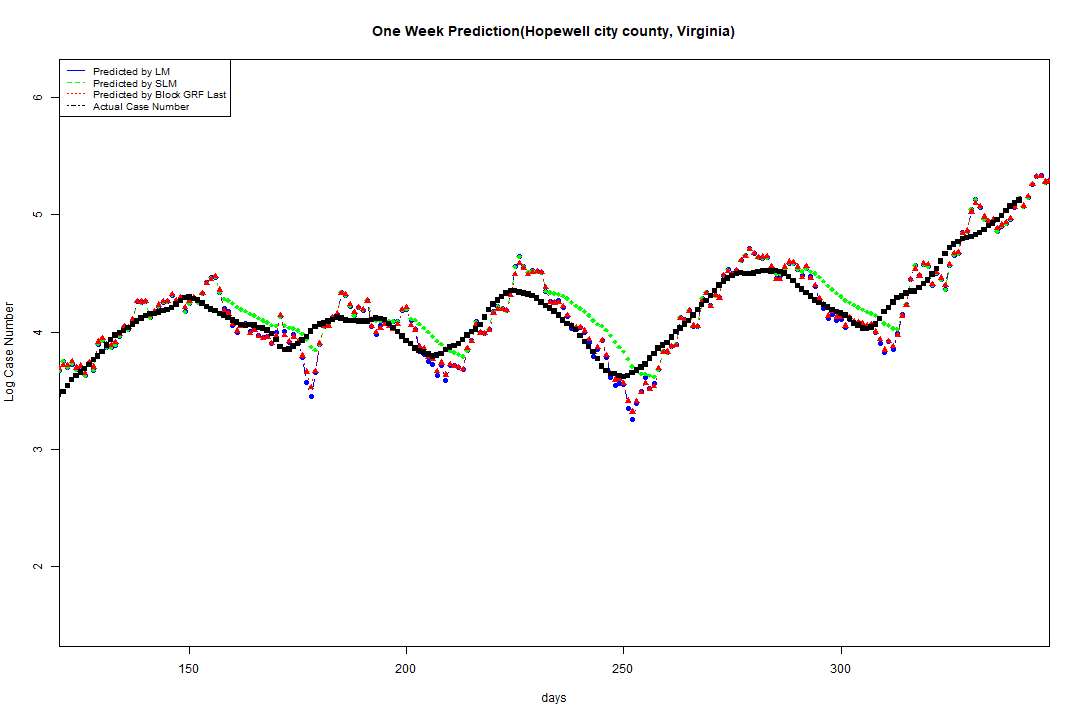 One Week Prediction(Hopewell city county, Virginia)
Predicted by LM
Predicted by SLM
Predicted by Block GRF Last
Actual Case Number
6
5
4
3
2
Log Case Number
150 200 250 300
days